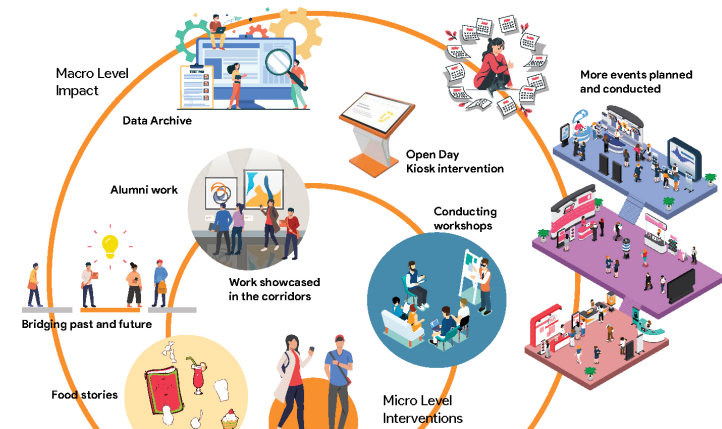 Macro Level
Impact
Data Archive
More events planned
and conducted
Open Day
Kiosk intervention
Alumni work
Conducting
workshops
Work showcased
in the corridors
Bridging past and future
Food stories
Micro Level
Interventions